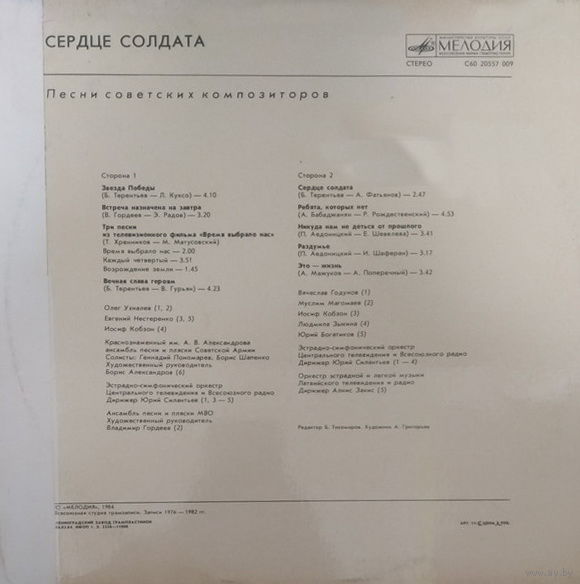 СЕРДЦЕ СОЛДАТА
МЕЛОДИЯ
СТЕРЕО С60 20557 009
Песни советских композиторов
Сторона 1
Звезда Победы
(Б. Терентьев — Л. Куксо) — 4.10
Встреча назначена на завтра
(В. Гордеев — Э. Радов) — 3.20
Три песни
из телевизионного фильма «Время выбрало нас»
(Т. Хренников — М. Матусовский)
Время выбрало нас — 2.00
Каждый четвертый — 3.51
Возрождение земли — 1.45
Вечная слава героям
(Б. Терентьев — В. Гурьян) — 4.23
Олег Ухналев (1, 2)
Евгений Нестеренко (3, 5)
Иосиф Кобзон (4)
Краснознаменный им. А. В. Александрова
ансамбль песни и пляски Советской Армии
Солисты: Геннадий Пономарев, Борис Шапенко
Художественный руководитель
Борис Александров (6)
Эстрадно-симфонический оркестр
Центрального телевидения и Всесоюзного радио
Дирижер Юрий Силантьев (1, 3 — 5)
Ансамбль песни и пляски МВО
Художественный руководитель
Владимир Гордеев (2)
Сторона 2
Сердце солдата
(Б. Терентьев — А. Фатьянов) — 2.47
Ребята, которых нет
(А. Бабаджанян — Р. Рождественский) — 4.53
Никуда нам не деться от прошлого
(П. Аедоницкий — Е. Шевелева) — 3.41
Раздумье
(П. Аедоницкий — И. Шаферан) — 3.17
Это — жизнь
(А. Мажуков — А. Поперечный) — 3.42
Вячеслав Годунов (1)
Муслим Магомаев (2)
Иосиф Кобзон (3)
Людмила Зыкина (4)
Юрий Богатиков (5)
Эстрадно-симфонический оркестр
Центрального телевидения и Всесоюзного радио
Дирижер Юрий Силантьев (1 — 4)
Оркестр эстрадной и легкой музыки
Латвийского телевидения и радио
Дирижер Алнис Закис (5)
Редактор Б. Тихомиров. Художник А. Григорьев
«МЕЛОДИЯ», 1984
Всесоюзная студия грамзаписи. Записи 1976 — 1982 гг.
ЛЕНИНГРАДСКИЙ ЗАВОД ГРАМПЛАСТИНОК
www.ay.by